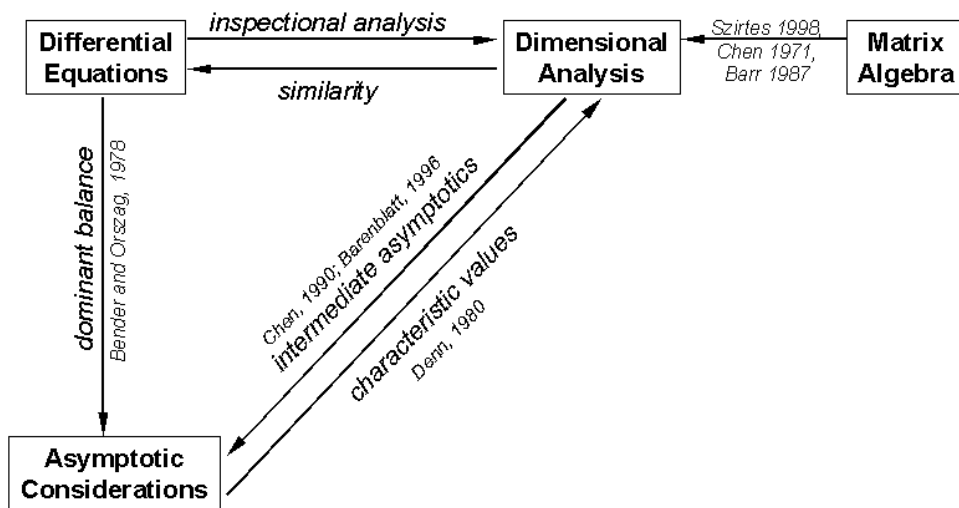 inspectional analysis
Differential
Equations
Dimensional
Analysis
Szirtes 1998,
Chen 1971,
Barr 1987
Matrix
Algebra
similarity
dominant balance
Bender and Orszag, 1978
Chen, 1990; Barenblatt, 1996
intermediate asymptotics
characteristic values
Denn, 1980
Asymptotic
Considerations